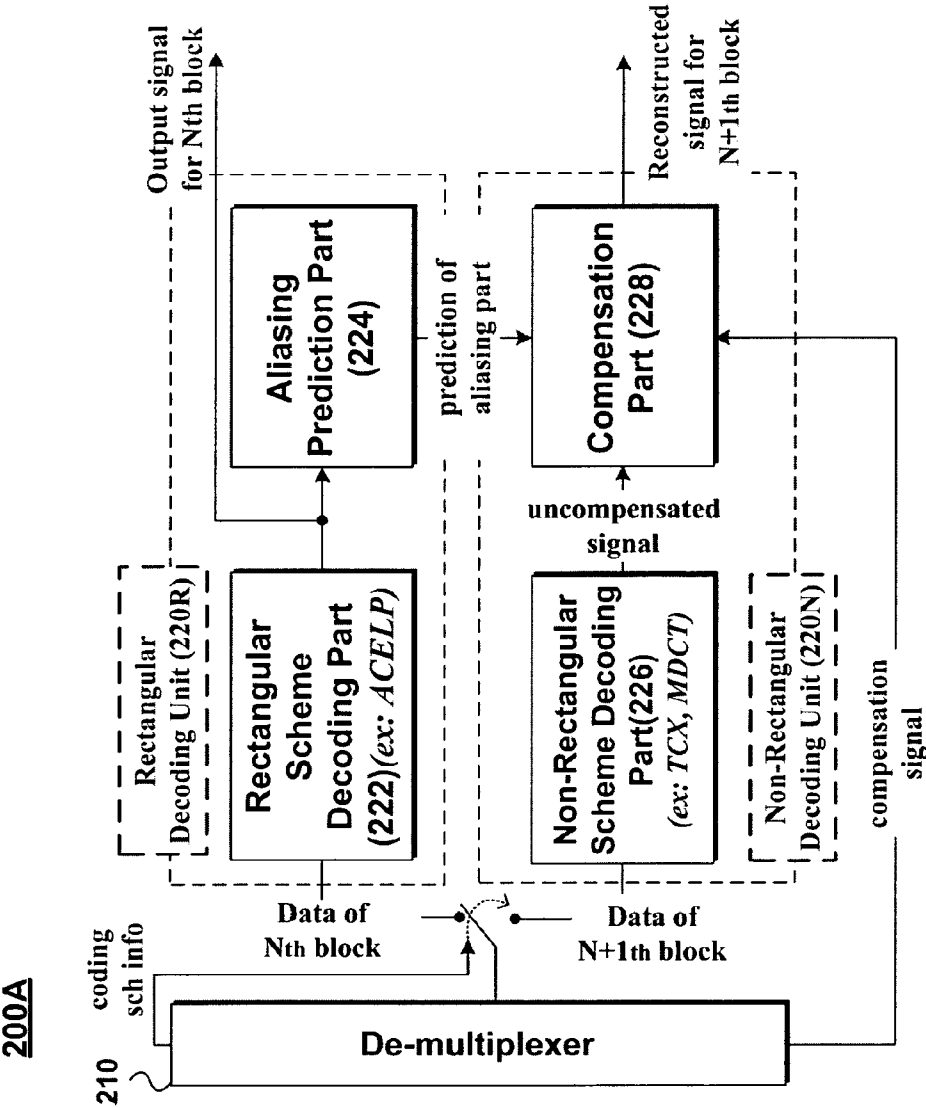 200A
210
De-multiplexer
coding
sch info
Data of
Nth block
Data of
N+1th block
Rectangular
Decoding Unit (220R)
Rectangular
Scheme
Decoding Part
(222)(ex: ACELP)
Aliasing
Prediction Part
(224)
Output signal
for Nth block
prediction of
aliasing part
Non-Rectangular
Scheme Decoding
Part(226)
(ex: TCX, MDCT)
uncompensated
signal
Compensation
Part (228)
Reconstructed
signal for
N+1th block
Non-Rectangular
Decoding Unit (220N)
compensation
signal